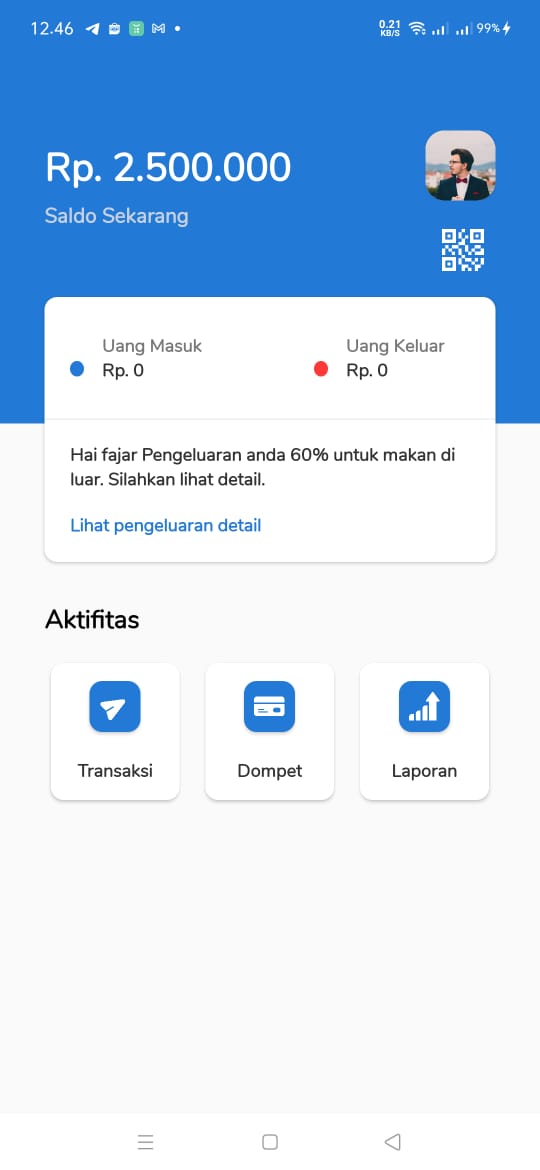 12.46
0.21
KB/S
99%
Rp. 2.500.000
Saldo Sekarang
Uang Masuk
Rp. 0
Uang Keluar
Rp. 0
Hai fajar Pengeluaran anda 60% untuk makan di
luar. Silahkan lihat detail.
Lihat pengeluaran detail
Aktifitas
Transaksi
Dompet
Laporan